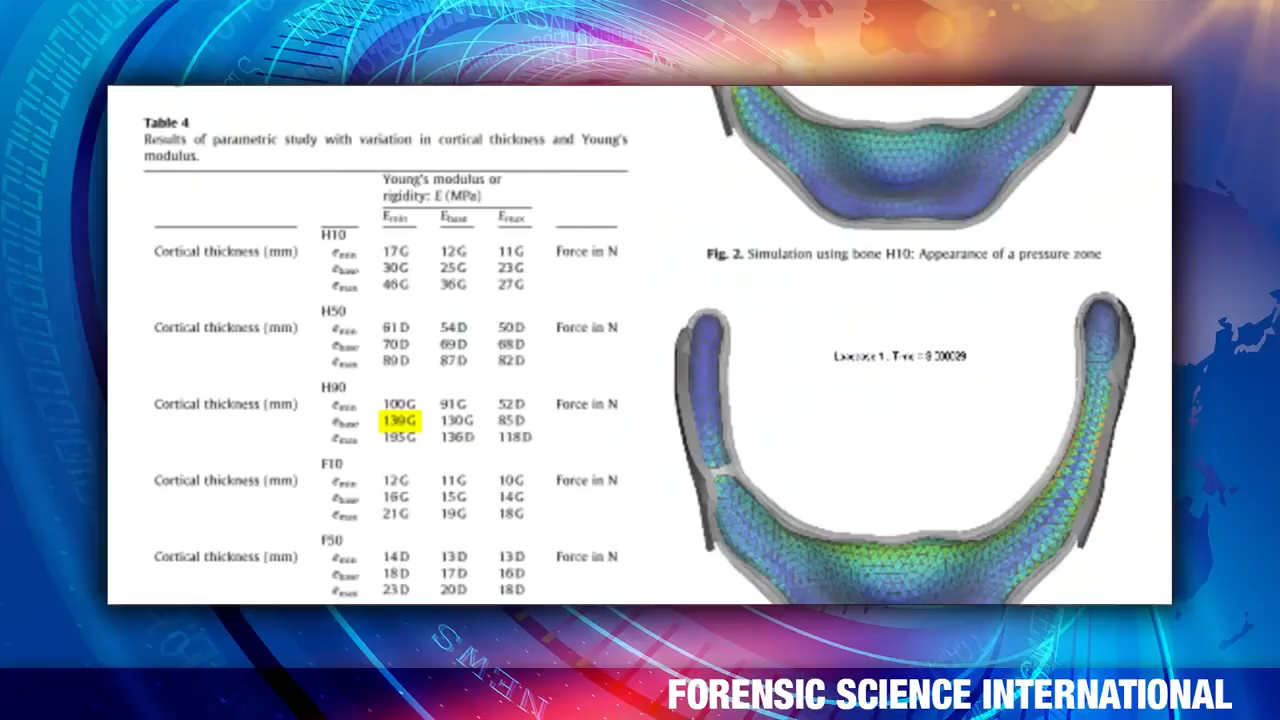 Table 4
Results of parametric study with variation in cortical thickness and Young's
modulus.
Young's modulus or
rigidity: E (MPa)
Emin Ebase Emax
H10
Cortical thickness (mm) emin 17G 12G 11G Force in N
ebase 30G 25G 23G
emax 46G 36G 27G
H50
Cortical thickness (mm) emin 61D 54D 50D Force in N
ebase 70D 69D 68D
emax 89D 87D 82D
H90
Cortical thickness (mm) emin 100G 91G 52D Force in N
ebase 139G 130G 85D
emax 195G 136D 118D
F10
Cortical thickness (mm) emin 12G 11G 10G Force in N
ebase 16G 15G 14G
emax 21G 19G 18G
F50
Cortical thickness (mm) emin 14D 13D 13D Force in N
ebase 18D 17D 16D
emax 23D 20D 18D
Fig. 2. Simulation using bone H10: Appearance of a pressure zone
NEWS
FORENSIC SCIENCE INTERNATIONAL